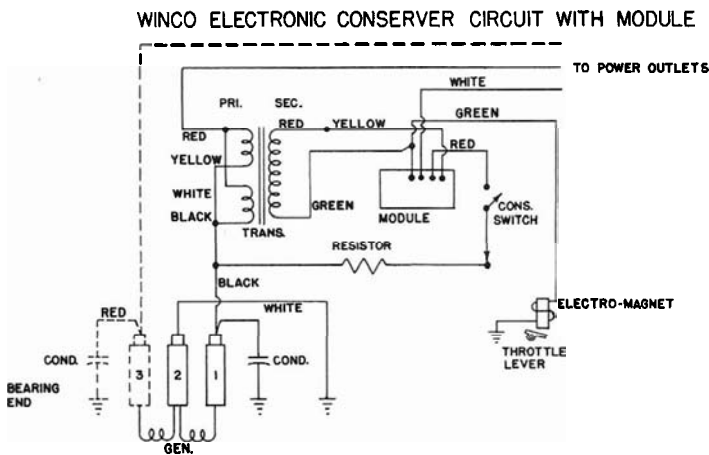 WINCO ELECTRONIC CONSERVER CIRCUIT WITH MODULE
TO POWER OUTLETS
WHITE
PRI. SEC.
GREEN
RED RED YELLOW RED
YELLOW
WHITE
BLACK
GREEN
MODULE
CONS.
SWITCH
TRANS.
RESISTOR
BLACK
ELECTRO-MAGNET
RED
WHITE
THROTTLE
LEVER
COND.
3 2 1
COND.
BEARING
END
GEN.